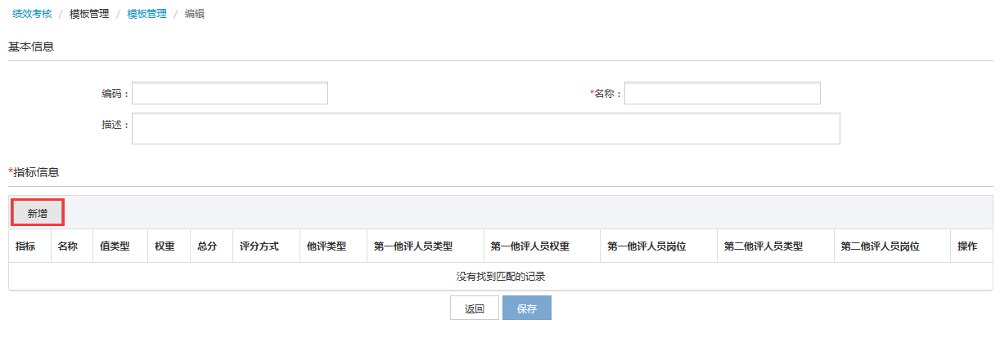 绩效考核 / 模板管理 / 模板管理 / 编辑
基本信息
编码： *名称：
描述：
*指标信息
新增
指标 名称 值类型 权重 总分 评分方式 他评类型 第一他评人员类型 第一他评人员权重 第一他评人员岗位 第二他评人员类型 第二他评人员岗位 操作
没有找到匹配的记录
返回 保存